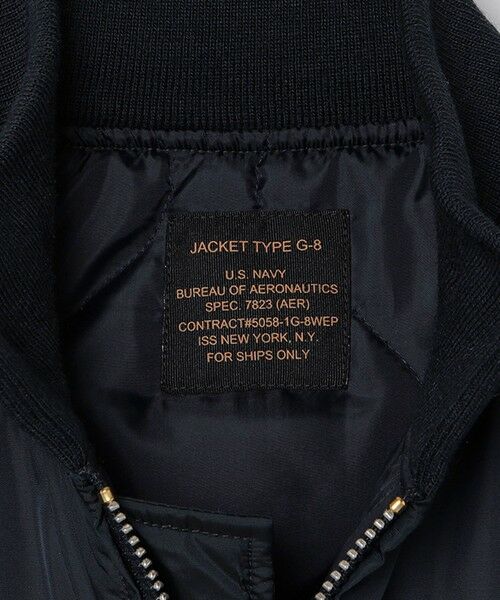 JACKET TYPE G-8
U.S. NAVY
BUREAU OF AERONAUTICS
SPEC. 7823 (AER)
CONTRACT#5058-1G-8WEP
ISS NEW YORK, N.Y.
FOR SHIPS ONLY